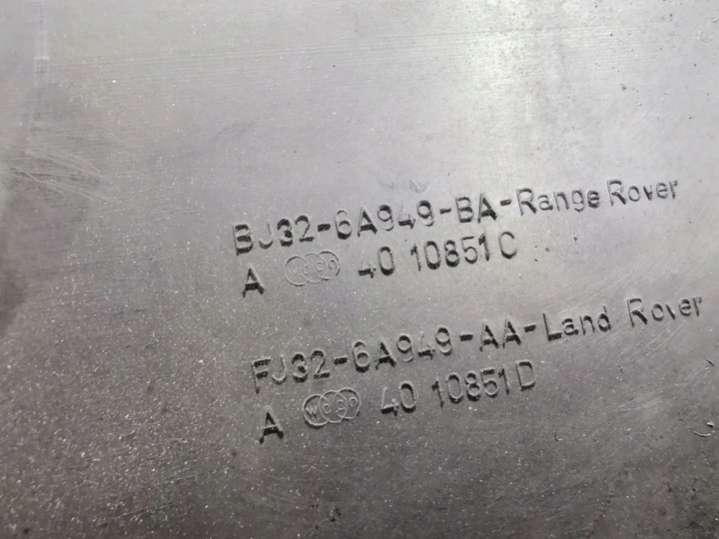 BJ32-6A949-BA-Range Rover
A 40 10851C
FJ32-6A949-AA-Land Rover
A 40 10851D